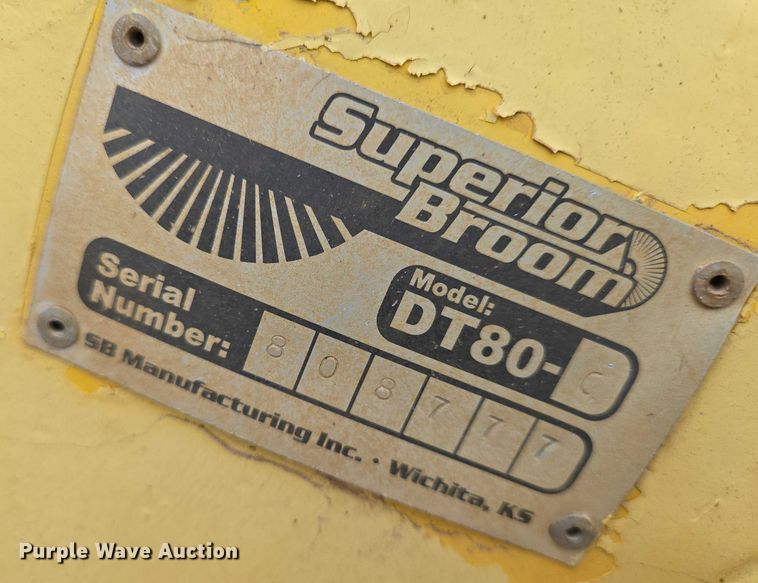 Superior
Broom
Model:
DT80-C
Serial
Number:
808777
SB Manufacturing Inc. · Wichita, KS
Purple Wave Auction